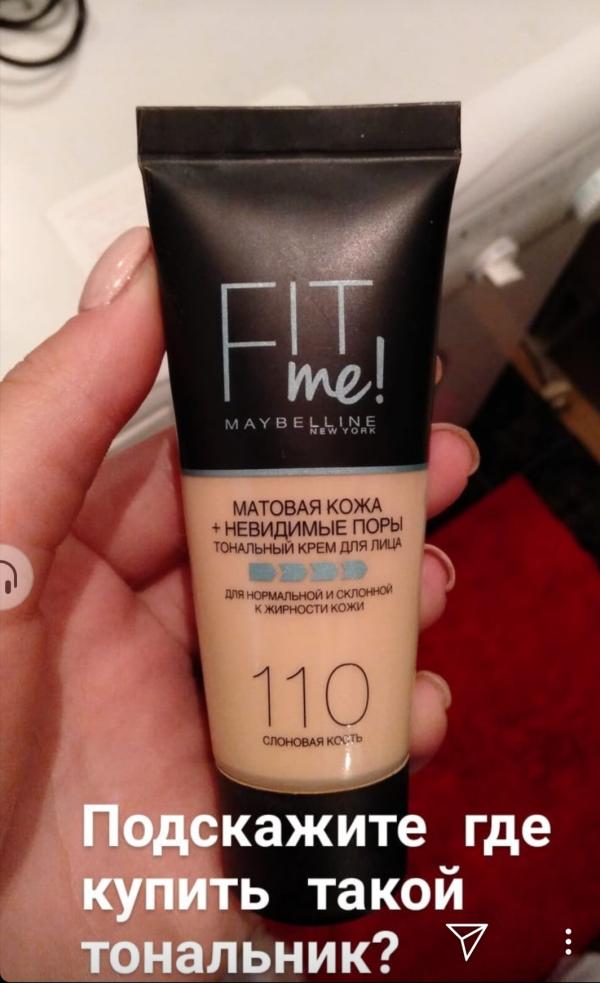 FIT
me!
MAYBELLINE
NEW YORK
МАТОВАЯ КОЖА
+ НЕВИДИМЫЕ ПОРЫ
ТОНАЛЬНЫЙ КРЕМ ДЛЯ ЛИЦА
ДЛЯ НОРМАЛЬНОЙ И СКЛОННОЙ
К ЖИРНОСТИ КОЖИ
110
СЛОНОВАЯ КОСТЬ
Подскажите где
купить такой
тональник?